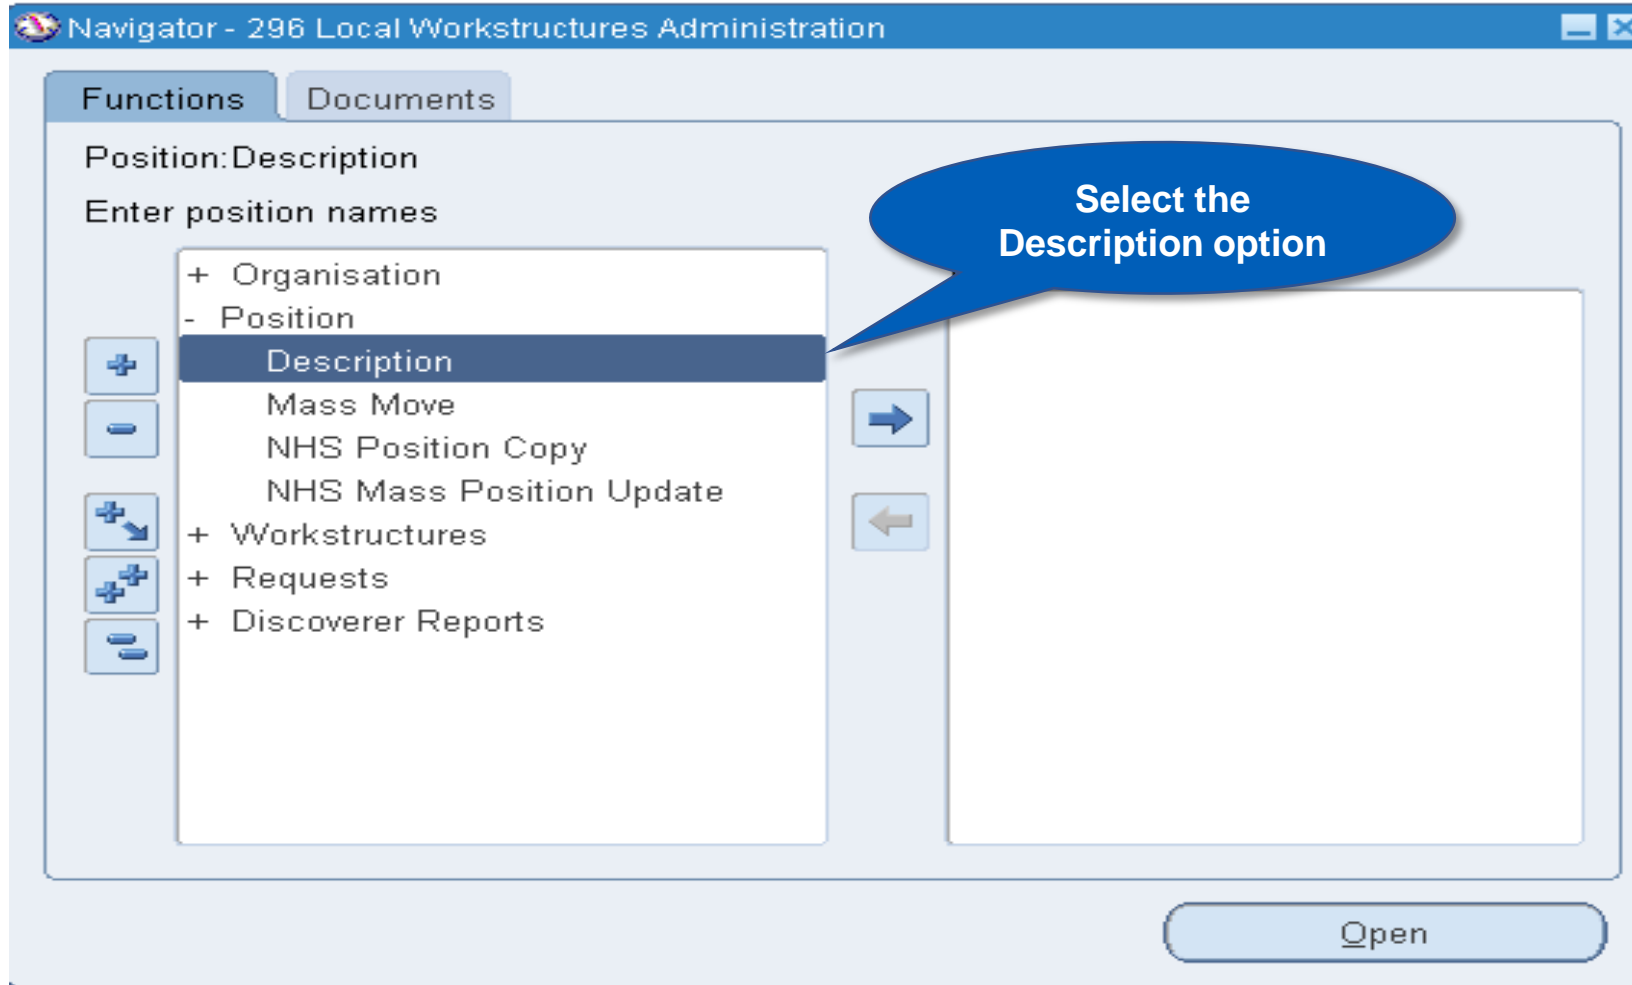 Navigator - 296 Local Workstructures Administration
Functions Documents
Position:Description
Enter position names
Select the
Description option
+ Organisation
- Position
Description
Mass Move
NHS Position Copy
NHS Mass Position Update
+ Workstructures
+ Requests
+ Discoverer Reports
Open